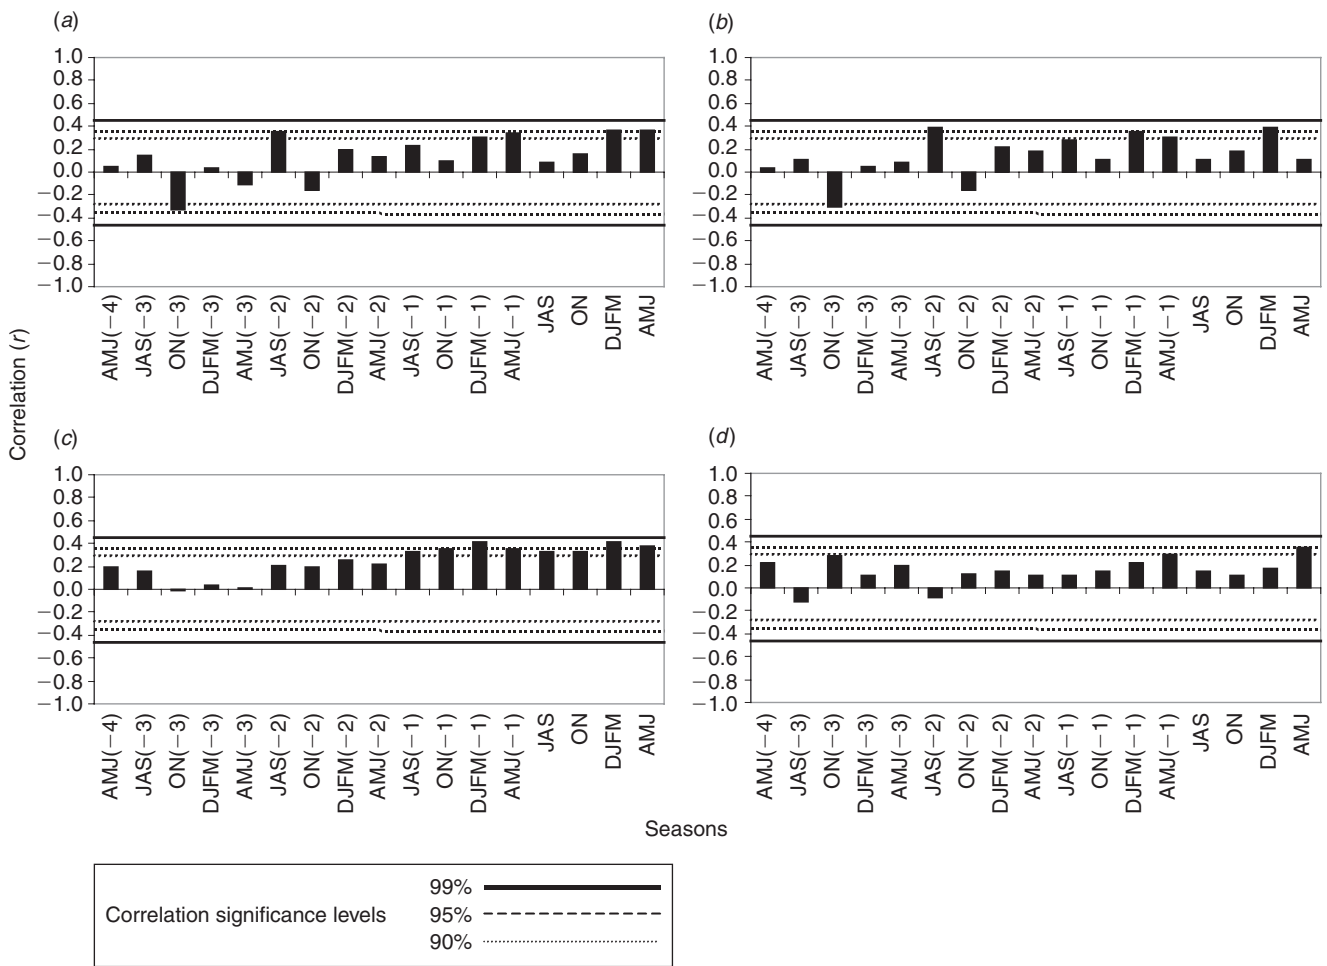 (a)
1.0
0.8
0.6
0.4
0.2
0.0
−0.2
−0.4
−0.6
−0.8
−1.0
AMJ(−4)
JAS(−3)
ON(−3)
DJFM(−3)
AMJ(−3)
JAS(−2)
ON(−2)
DJFM(−2)
AMJ(−2)
JAS(−1)
ON(−1)
DJFM(−1)
AMJ(−1)
JAS
ON
DJFM
AMJ
(b)
1.0
0.8
0.6
0.4
0.2
0.0
−0.2
−0.4
−0.6
−0.8
−1.0
AMJ(−4)
JAS(−3)
ON(−3)
DJFM(−3)
AMJ(−3)
JAS(−2)
ON(−2)
DJFM(−2)
AMJ(−2)
JAS(−1)
ON(−1)
DJFM(−1)
AMJ(−1)
JAS
ON
DJFM
AMJ
Correlation (r)
(c)
1.0
0.8
0.6
0.4
0.2
0.0
−0.2
−0.4
−0.6
−0.8
−1.0
AMJ(−4)
JAS(−3)
ON(−3)
DJFM(−3)
AMJ(−3)
JAS(−2)
ON(−2)
DJFM(−2)
AMJ(−2)
JAS(−1)
ON(−1)
DJFM(−1)
AMJ(−1)
JAS
ON
DJFM
AMJ
(d)
1.0
0.8
0.6
0.4
0.2
0.0
−0.2
−0.4
−0.6
−0.8
−1.0
AMJ(−4)
JAS(−3)
ON(−3)
DJFM(−3)
AMJ(−3)
JAS(−2)
ON(−2)
DJFM(−2)
AMJ(−2)
JAS(−1)
ON(−1)
DJFM(−1)
AMJ(−1)
JAS
ON
DJFM
AMJ
Seasons
Correlation significance levels
99%
95%
90%